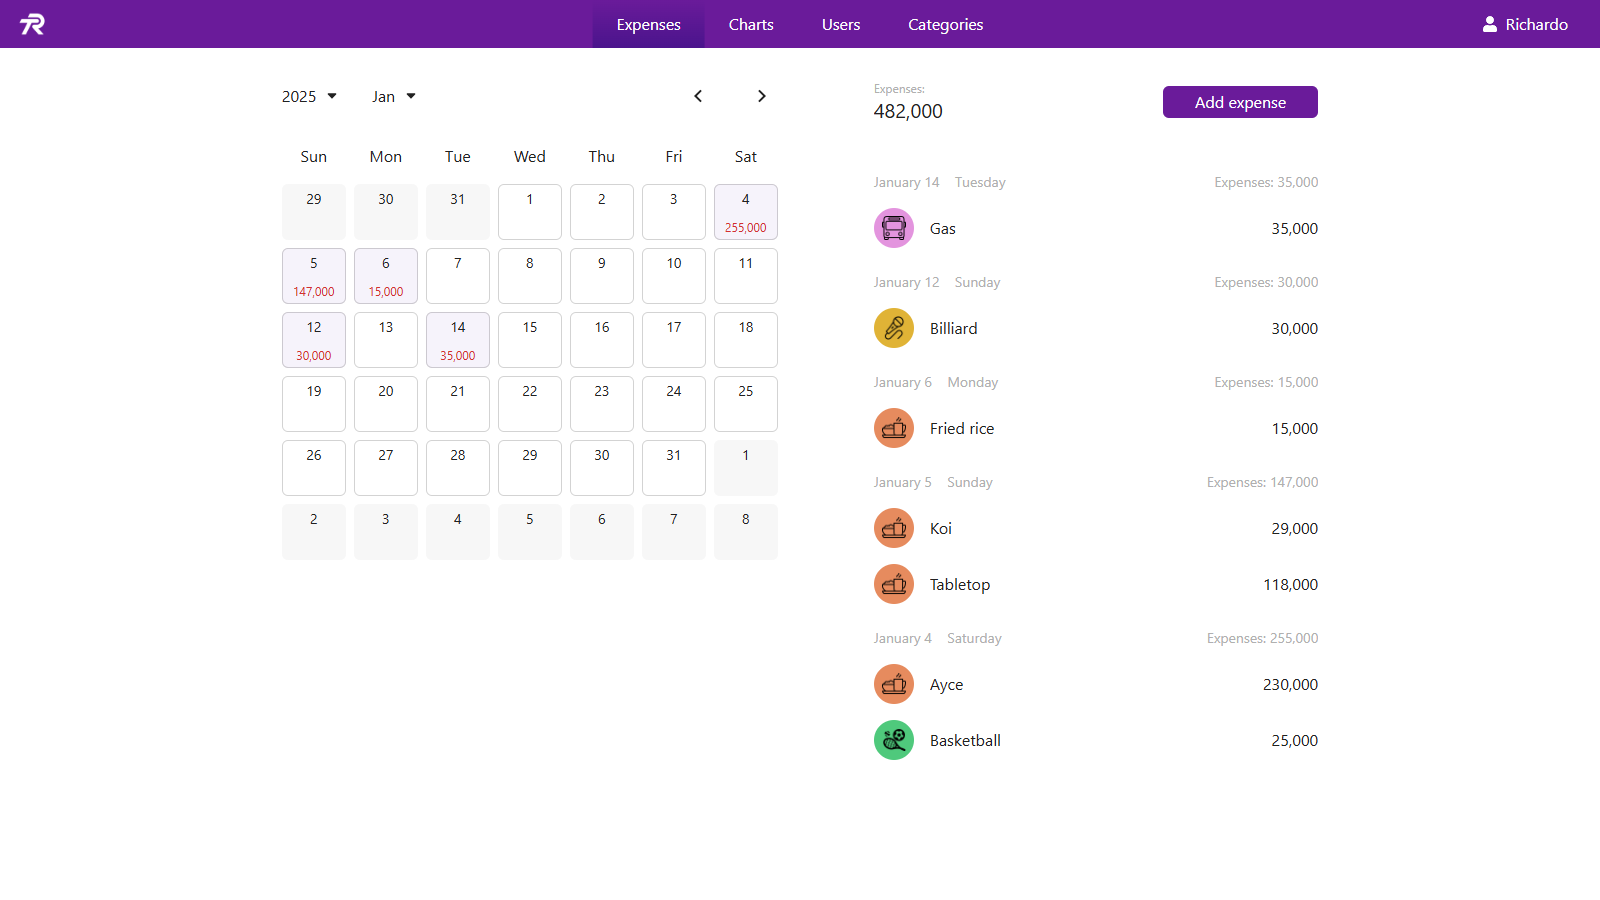 Expenses Charts Users Categories Richardo
2025 Jan
Sun Mon Tue Wed Thu Fri Sat
29 30 31 1 2 3 4
255,000
5 6 7 8 9 10 11
147,000 15,000
12 13 14 15 16 17 18
30,000 35,000
19 20 21 22 23 24 25
26 27 28 29 30 31 1
2 3 4 5 6 7 8
Expenses:
482,000
Add expense
January 14 Tuesday Expenses: 35,000
Gas 35,000
January 12 Sunday Expenses: 30,000
Billiard 30,000
January 6 Monday Expenses: 15,000
Fried rice 15,000
January 5 Sunday Expenses: 147,000
Koi 29,000
Tabletop 118,000
January 4 Saturday Expenses: 255,000
Ayce 230,000
Basketball 25,000